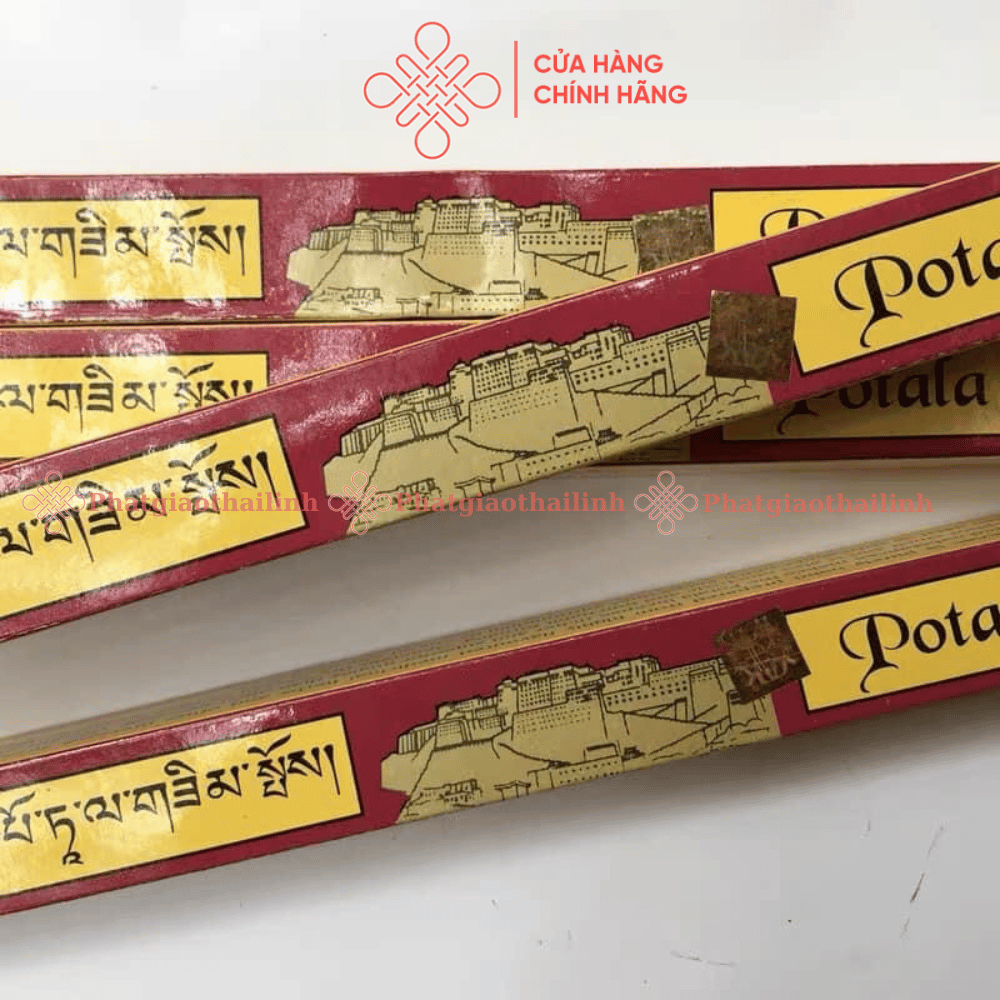 CỬA HÀNG
CHÍNH HÃNG
ལ་གཟིམ་སྤོས།
ལ་གཟིམ་སྤོས།
Potala
Pota
ལ་གཟིམ་སྤོས།
Phatgiaothailinh Phatgiaothailinh Phatgiaothailinh
Pota
པོ་ཏཱ་ལ་གཟིམ་སྤོས།